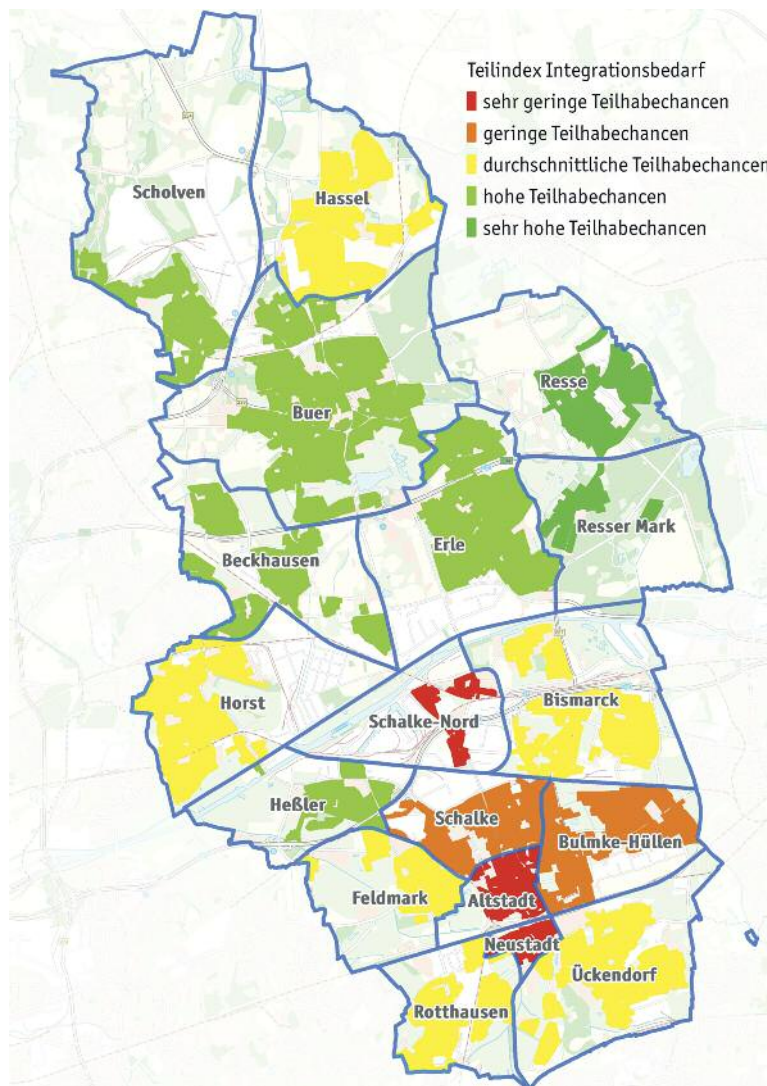 Teilindex Integrationsbedarf
sehr geringe Teilhabechancen
geringe Teilhabechancen
durchschnittliche Teilhabechancen
hohe Teilhabechancen
sehr hohe Teilhabechancen
Scholven
Hassel
Resse
Buer
Resser Mark
Erle
Beckhausen
Horst
Bismarck
Schalke-Nord
Heßler
Schalke
Bulmke-Hüllen
Feldmark
Altstadt
Neustadt
Ückendorf
Rotthausen